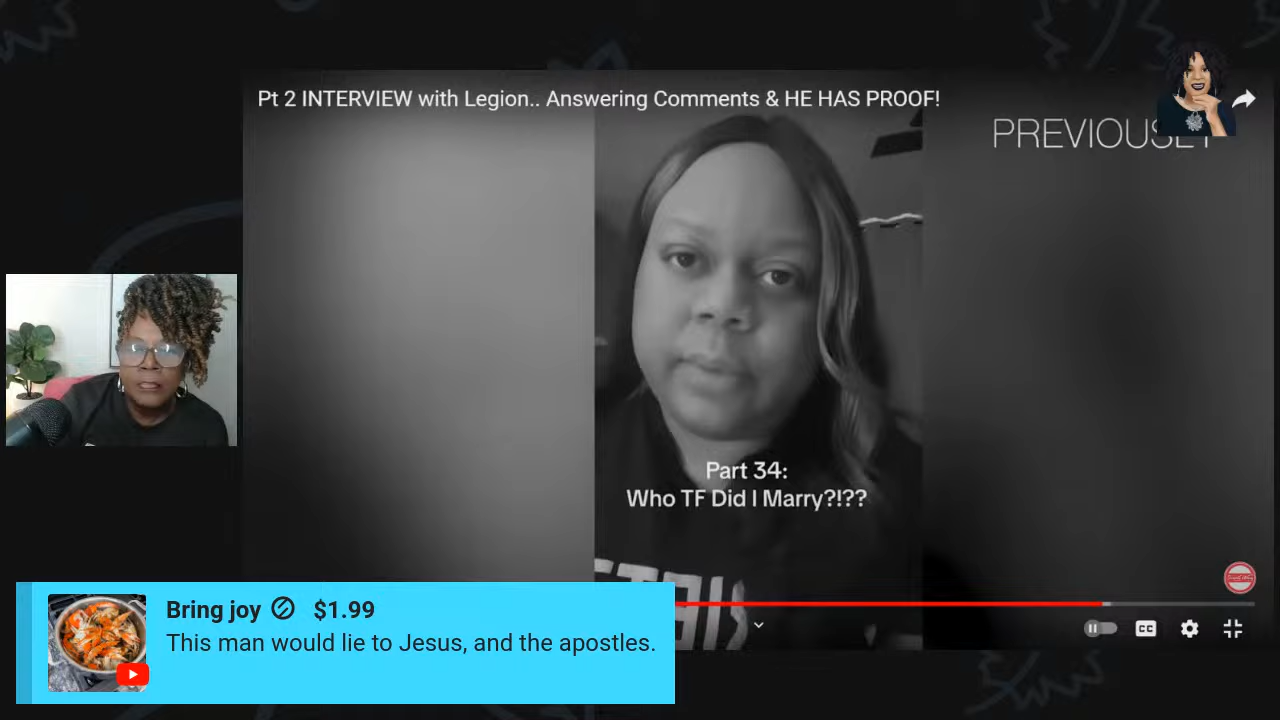 Pt 2 INTERVIEW with Legion.. Answering Comments & HE HAS PROOF!
Part 34:
Who TF Did I Marry?!??
Bring joy $1.99
This man would lie to Jesus, and the apostles.
CC